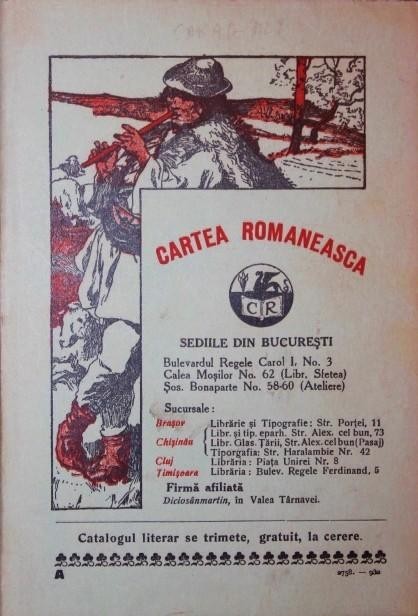 CARTEA ROMANEASCA
C R
SEDIILE DIN BUCUREȘTI
Bulevardul Regele Carol I, No. 3
Calea Moșilor No. 62 (Libr. Sfetea)
Șos. Bonaparte No. 58-60 (Ateliere)
Sucursale :
Brașov Librărie și Tipografie: Str. Porței, 11
Libr. și tip. eparh. Str. Alex. cel bun, 73
Chișinău Libr. Glas. Țării, Str. Alex. cel bun (Pasaj)
Tiporgafia: Str. Haralambie Nr. 42
Cluj Librăria: Piața Unirei Nr. 8
Timișoara Librăria: Bulev. Regele Ferdinand, 5
Firmă afiliată
Diciosânmartin, în Valea Târnavei.
Catalogul literar se trimete, gratuit, la cerere.
A 2758. — 932